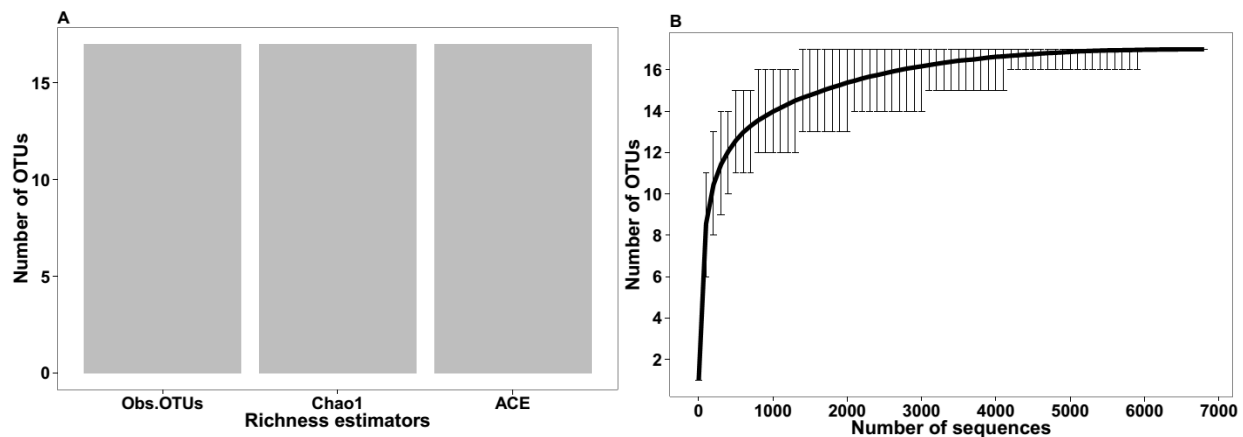 A
Number of OTUs
15
10
5
0
Obs.OTUs Chao1 ACE
Richness estimators
B
Number of OTUs
16
14
12
10
8
6
4
2
0 1000 2000 3000 4000 5000 6000 7000
Number of sequences